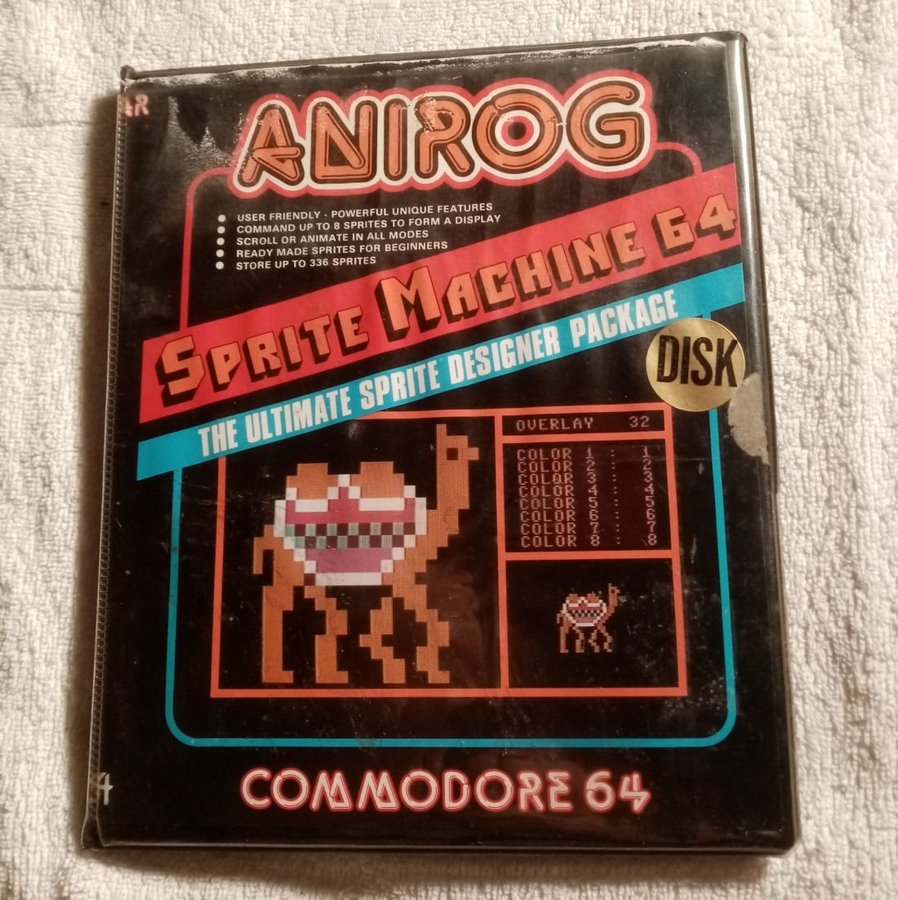 ANIROG
● USER FRIENDLY - POWERFUL UNIQUE FEATURES
● COMMAND UP TO 8 SPRITES TO FORM A DISPLAY
● SCROLL OR ANIMATE IN ALL MODES
● READY MADE SPRITES FOR BEGINNERS
● STORE UP TO 336 SPRITES
SPRITE MACHINE 64
THE ULTIMATE SPRITE DESIGNER PACKAGE
DISK
OVERLAY 32
COLOR 1 : 1
COLOR 2 : 2
COLOR 3 : 3
COLOR 4 : 4
COLOR 5 : 5
COLOR 6 : 6
COLOR 7 : 7
COLOR 8 : 8
COMMODORE 64